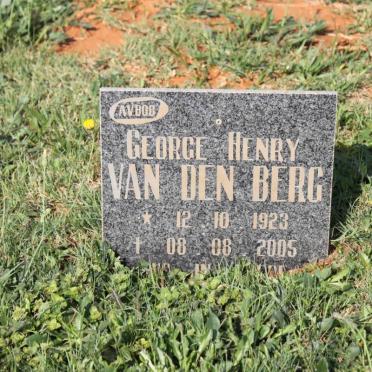 AVBOB
GEORGE HENRY
VAN DEN BERG
* 12 10 1923
† 08 08 2005